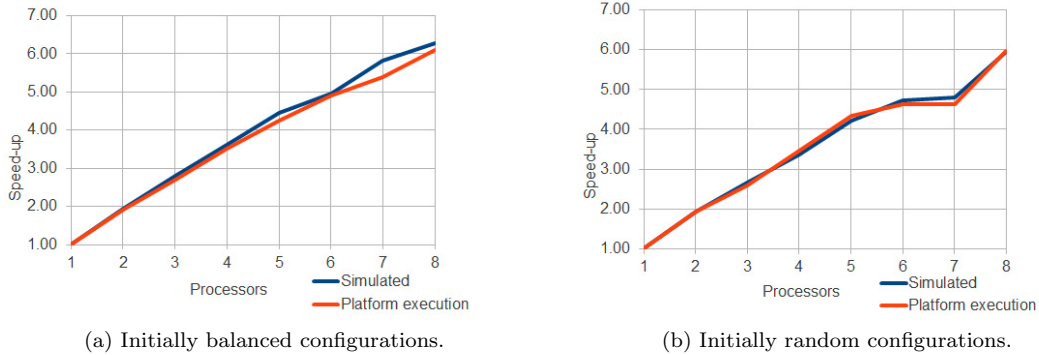 7.00
6.00
5.00
4.00
3.00
2.00
1.00
Speed-up
1 2 3 4 5 6 7 8
Processors
Simulated
Platform execution
(a) Initially balanced configurations.
7.00
6.00
5.00
4.00
3.00
2.00
1.00
Speed-up
1 2 3 4 5 6 7 8
Processors
Simulated
Platform execution
(b) Initially random configurations.